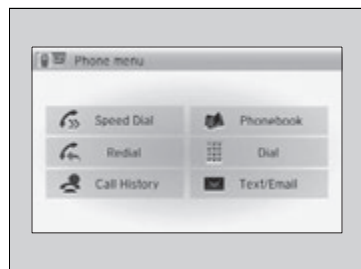 Phone menu
Speed Dial
Phonebook
Redial
Dial
Call History
Text/Email